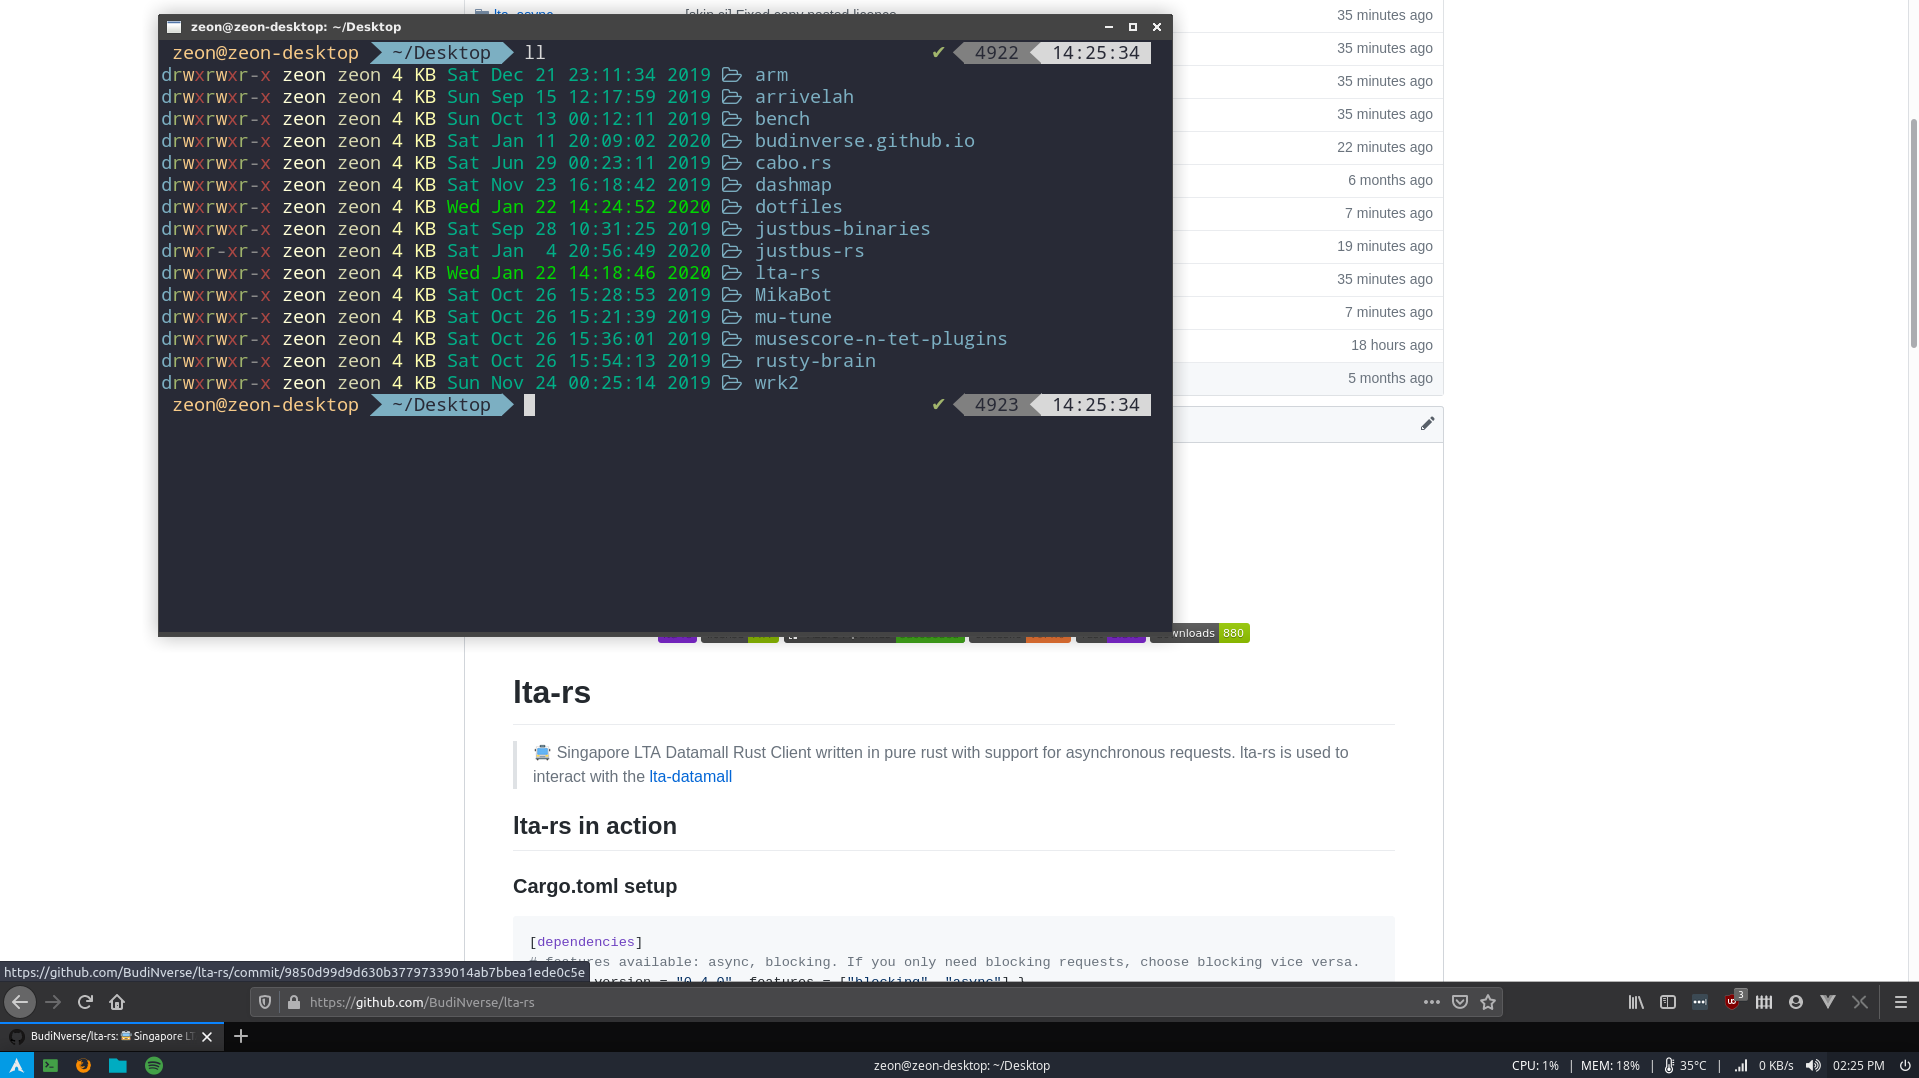 lta_async [skip ci] Fixed copy pasted licence 35 minutes ago
zeon@zeon-desktop: ~/Desktop
zeon@zeon-desktop ~/Desktop ll ✔ 4922 14:25:34
drwxrwxr-x zeon zeon 4 KB Sat Dec 21 23:11:34 2019 arm
drwxrwxr-x zeon zeon 4 KB Sun Sep 15 12:17:59 2019 arrivelah
drwxrwxr-x zeon zeon 4 KB Sun Oct 13 00:12:11 2019 bench
drwxrwxr-x zeon zeon 4 KB Sat Jan 11 20:09:02 2020 budinverse.github.io
drwxrwxr-x zeon zeon 4 KB Sat Jun 29 00:23:11 2019 cabo.rs
drwxrwxr-x zeon zeon 4 KB Sat Nov 23 16:18:42 2019 dashmap
drwxrwxr-x zeon zeon 4 KB Wed Jan 22 14:24:52 2020 dotfiles
drwxrwxr-x zeon zeon 4 KB Sat Sep 28 10:31:25 2019 justbus-binaries
drwxr-xr-x zeon zeon 4 KB Sat Jan  4 20:56:49 2020 justbus-rs
drwxrwxr-x zeon zeon 4 KB Wed Jan 22 14:18:46 2020 lta-rs
drwxrwxr-x zeon zeon 4 KB Sat Oct 26 15:28:53 2019 MikaBot
drwxrwxr-x zeon zeon 4 KB Sat Oct 26 15:21:39 2019 mu-tune
drwxrwxr-x zeon zeon 4 KB Sat Oct 26 15:36:01 2019 musescore-n-tet-plugins
drwxrwxr-x zeon zeon 4 KB Sat Oct 26 15:54:13 2019 rusty-brain
drwxrwxr-x zeon zeon 4 KB Sun Nov 24 00:25:14 2019 wrk2
zeon@zeon-desktop ~/Desktop ✔ 4923 14:25:34
35 minutes ago
35 minutes ago
35 minutes ago
22 minutes ago
6 months ago
7 minutes ago
19 minutes ago
35 minutes ago
7 minutes ago
18 hours ago
5 months ago
wnloads 880
lta-rs
Singapore LTA Datamall Rust Client written in pure rust with support for asynchronous requests. lta-rs is used to
interact with the lta-datamall
lta-rs in action
Cargo.toml setup
[dependencies]
# features available: async, blocking. If you only need blocking requests, choose blocking vice versa.
version = "0.4.0", features = ["blocking", "async"] }
https://github.com/BudiNverse/lta-rs/commit/9850d99d9d630b37797339014ab7bbea1ede0c5e
https://github.com/BudiNverse/lta-rs
3
BudiNverse/lta-rs: Singapore LT
zeon@zeon-desktop: ~/Desktop
CPU: 1% | MEM: 18% | 35°C | 0 KB/s 02:25 PM